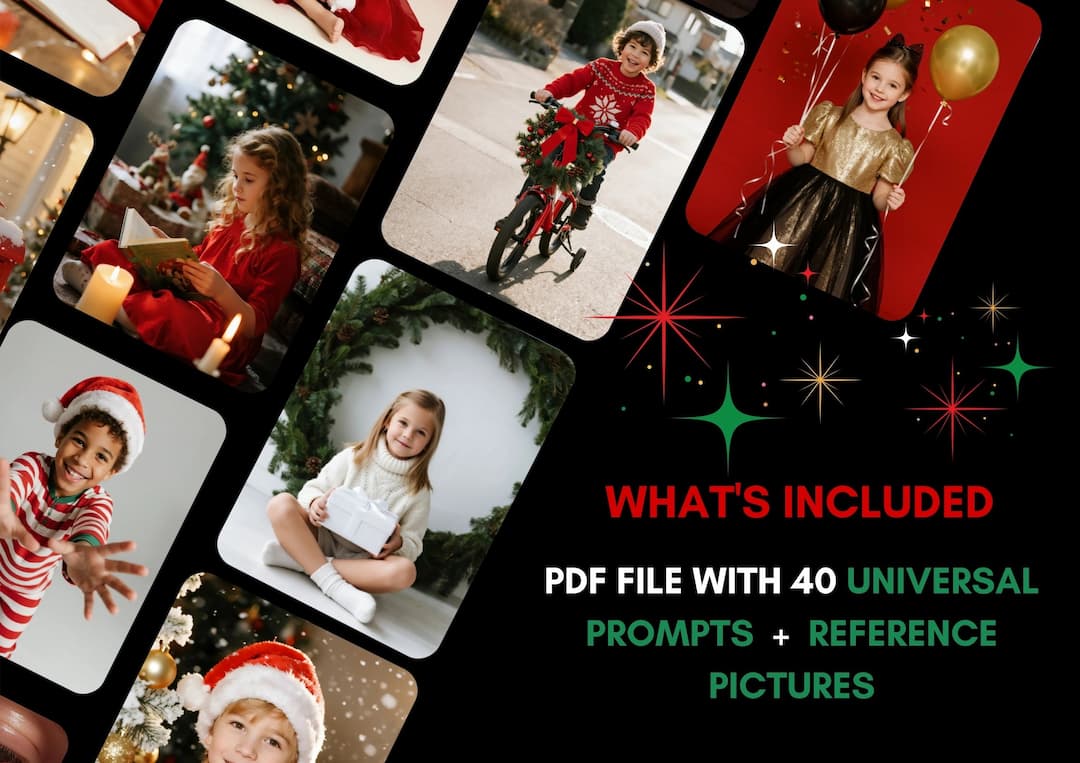 WHAT'S INCLUDED
PDF FILE WITH 40 UNIVERSAL
PROMPTS + REFERENCE
PICTURES